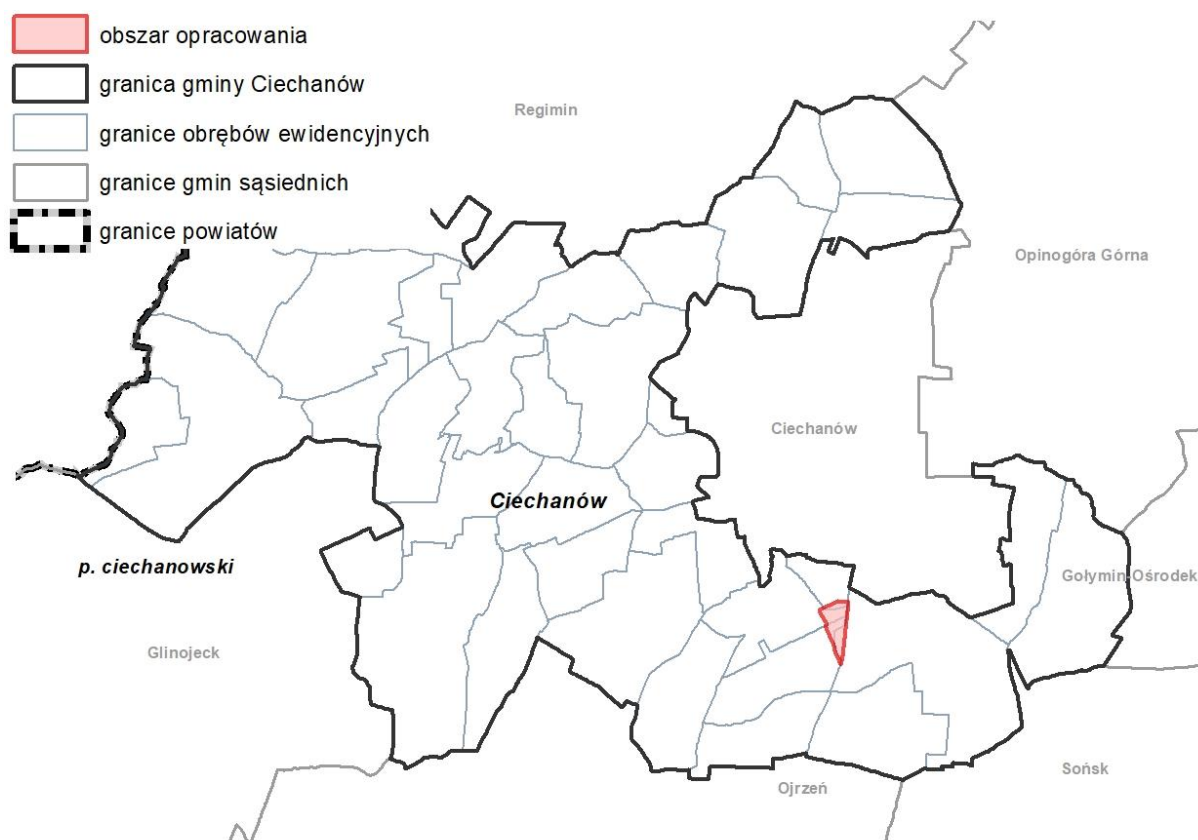 obszar opracowania
granica gminy Ciechanów
granice obrębów ewidencyjnych
granice gmin sąsiednich
granice powiatów
Regimin
Opinogóra Górna
Ciechanów
Ciechanów
p. ciechanowski
Gołymin-Ośrodek
Glinojeck
Sońsk
Ojrzeń